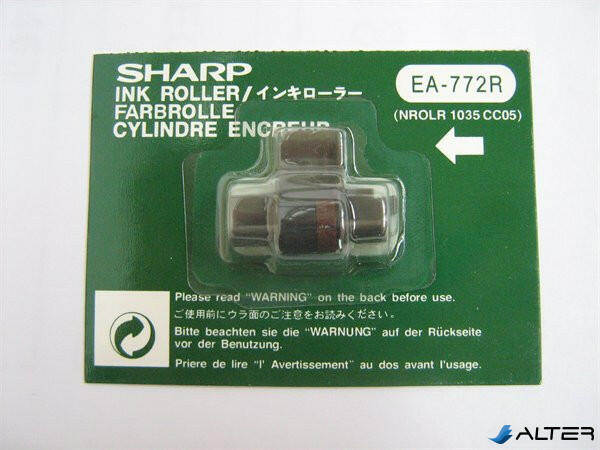 SHARP
INK ROLLER/インキローラー
FARBROLLE
CYLINDRE ENCREUR
EA-772R
(NROLR 1035 CC05)
Please read "WARNING" on the back before use.
ご使用前にウラ面のご注意をお読みください。
Bitte beachten sie die "WARNUNG" auf der Rückseite
vor der Benutzung.
Priere de lire "l' Avertissement" au dos avant l'usage.
ALTER